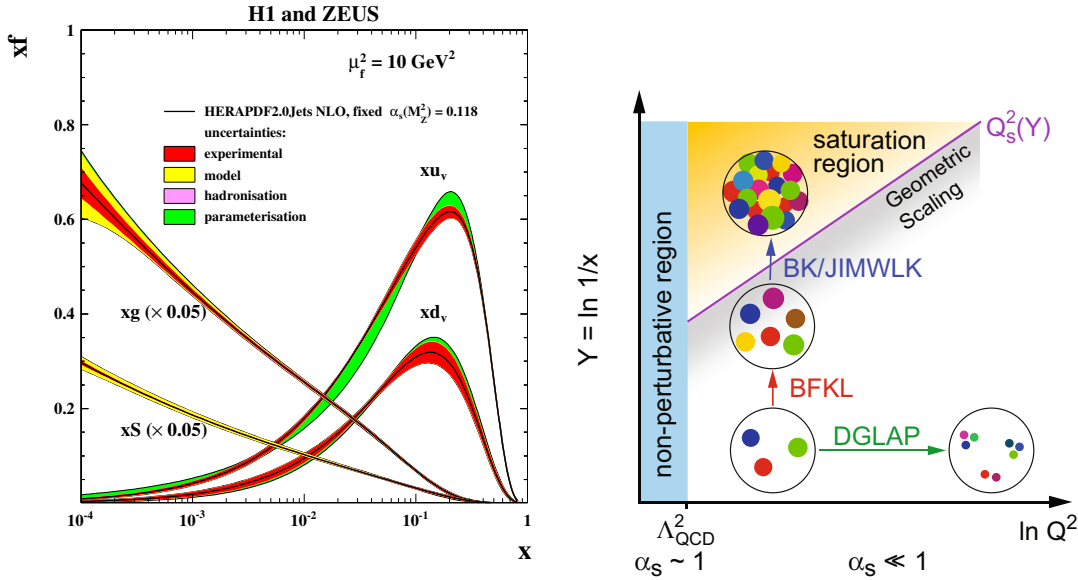 H1 and ZEUS
xf
1
μ_f^2 = 10 GeV^2
HERAPDF2.0Jets NLO, fixed α_s(M_Z^2) = 0.118
uncertainties:
experimental
model
hadronisation
parameterisation
0.8
0.6
0.4
0.2
xu_v
xd_v
xg (× 0.05)
xS (× 0.05)
10^-4
10^-3
10^-2
10^-1
1
x
Y = ln 1/x
non-perturbative region
saturation
region
Q_s^2(Y)
Geometric
Scaling
BK/JIMWLK
BFKL
DGLAP
Λ_QCD^2
ln Q^2
α_s ~ 1
α_s ≪ 1